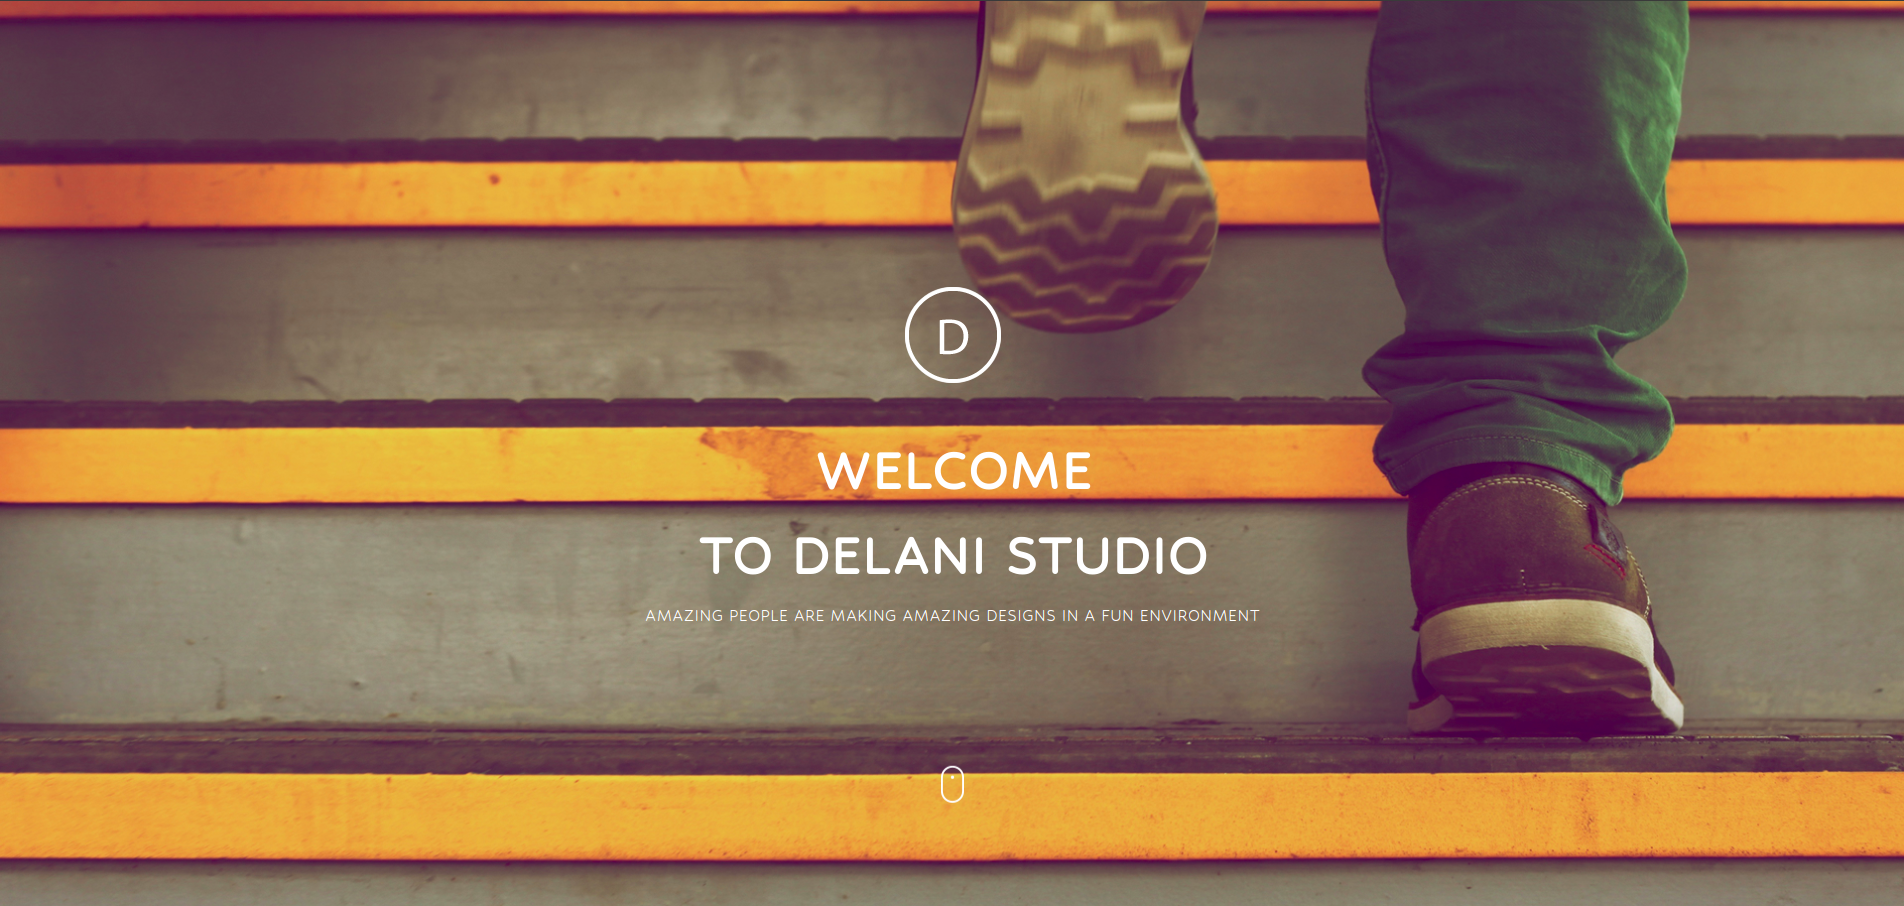 D
WELCOME
TO DELANI STUDIO
AMAZING PEOPLE ARE MAKING AMAZING DESIGNS IN A FUN ENVIRONMENT